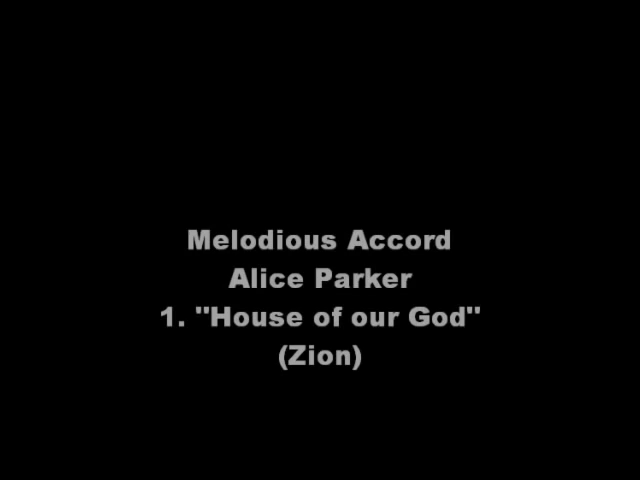 Melodious Accord
Alice Parker
1. "House of our God"
(Zion)